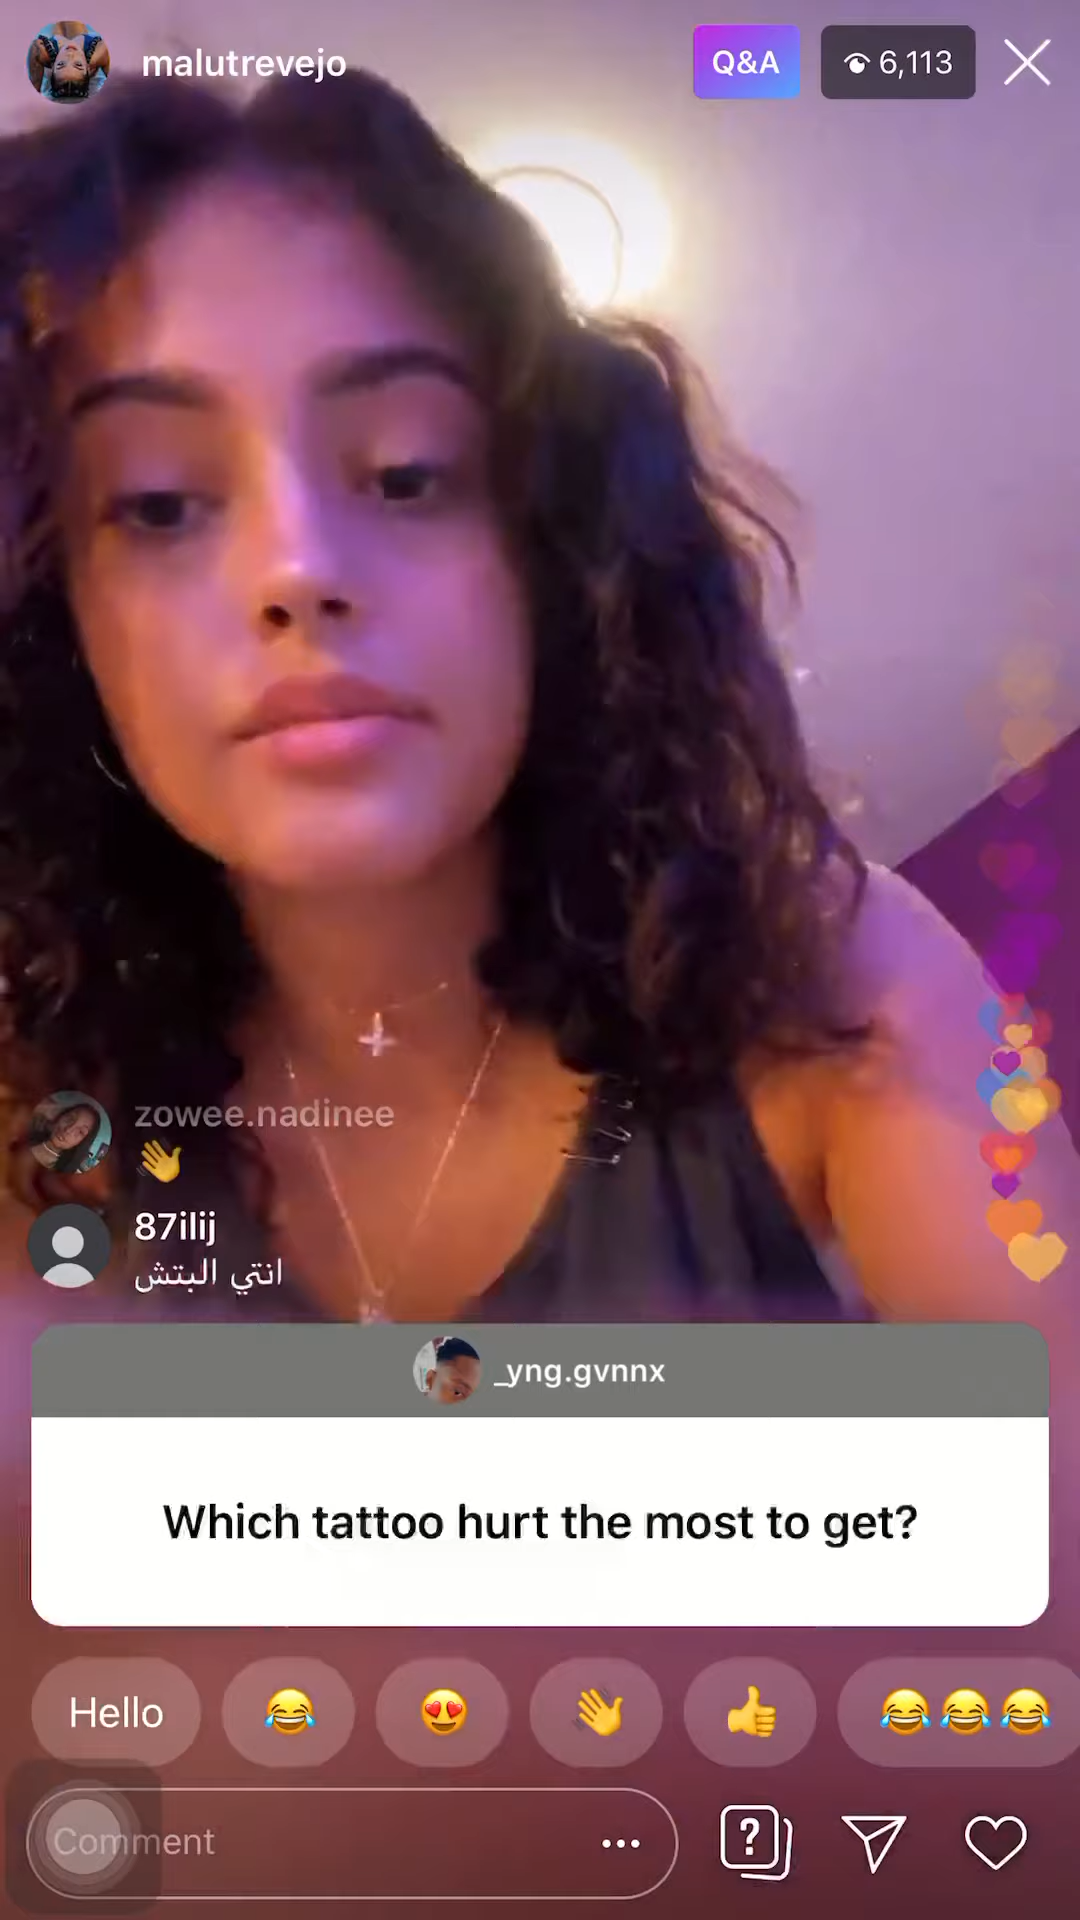 malutrevejo
Q&A
6,113
zowee.nadinee
👋
87ilij
انتي البتش
_yng.gvnnx
Which tattoo hurt the most to get?
Hello 😂 😍 👋 👍 😂😂😂
Comment